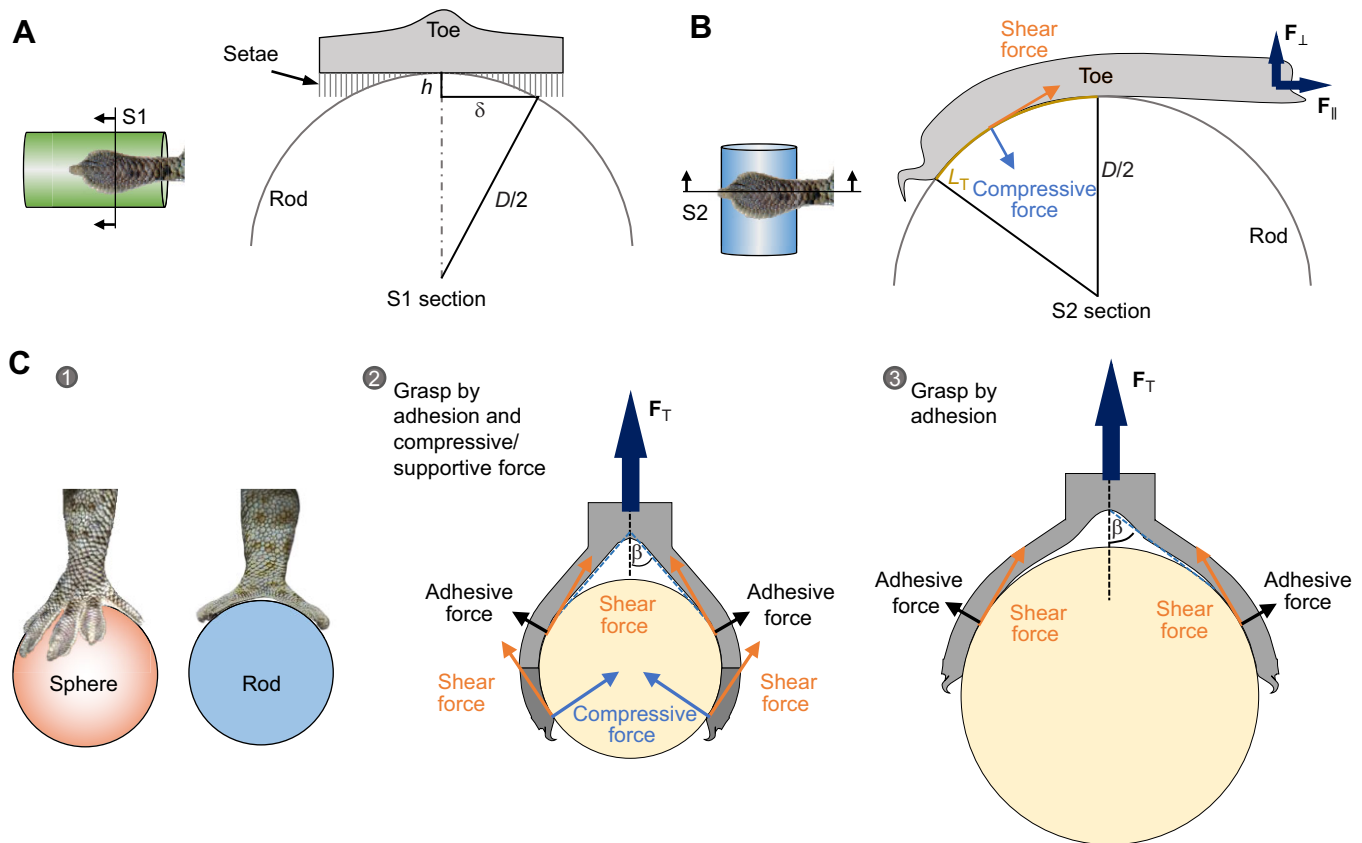 A
Toe
Setae
h
δ
S1
Rod
D/2
S1 section
B
Shear
force
Toe
F⊥
F∥
S2
L_T
Compressive
force
D/2
Rod
S2 section
C
1
Sphere
Rod
2
Grasp by
adhesion and
compressive/
supportive force
F_T
β
Adhesive
force
Shear
force
Adhesive
force
Shear
force
Compressive
force
Shear
force
3
Grasp by
adhesion
F_T
β
Adhesive
force
Shear
force
Shear
force
Adhesive
force